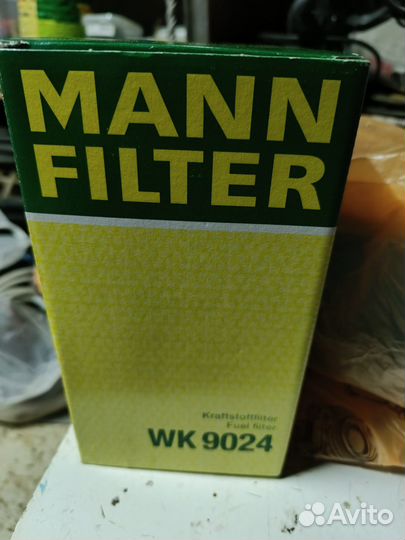 MANN
FILTER
Kraftstofffilter
Fuel filter
WK 9024
Avito